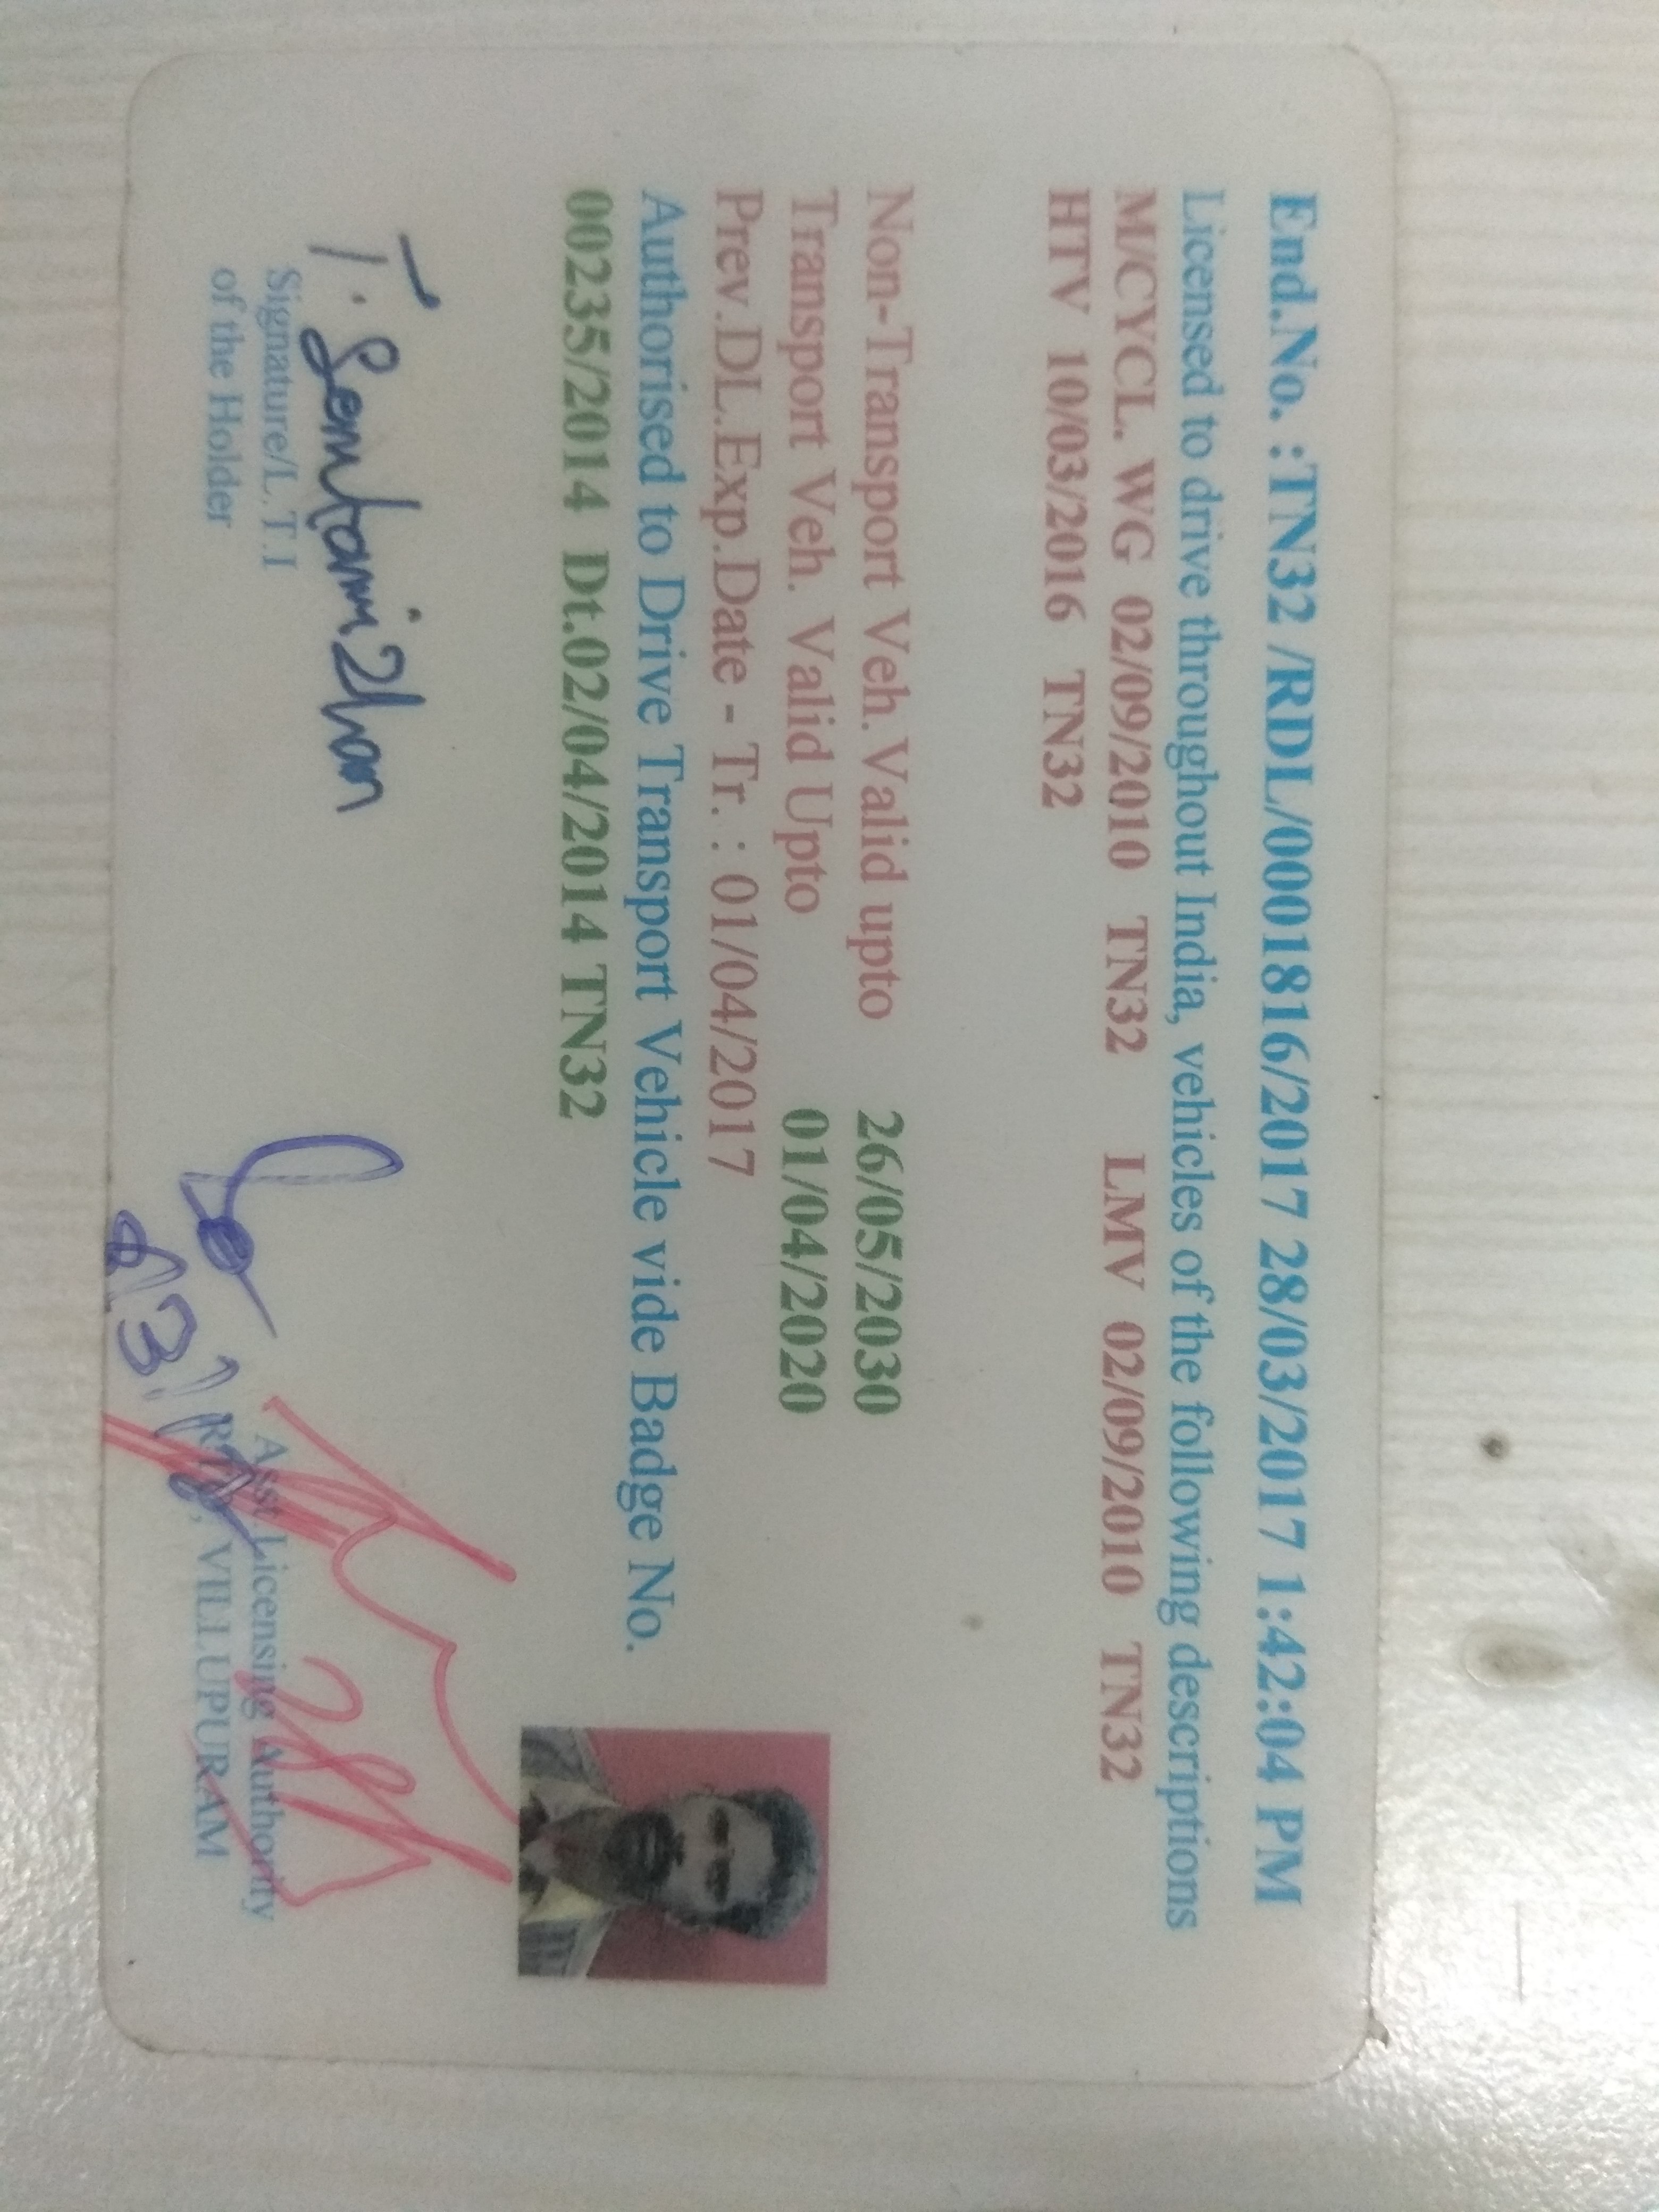 End.No. :TN32 /RDL/0001816/2017 28/03/2017 1:42:04 PM
Licensed to drive throughout India, vehicles of the following descriptions
M/CYCL. WG 02/09/2010 TN32 LMV 02/09/2010 TN32
HTV 10/03/2016 TN32
Non-Transport Veh. Valid upto 26/05/2030
Transport Veh. Valid Upto 01/04/2020
Prev.DL.Exp.Date - Tr. : 01/04/2017
Authorised to Drive Transport Vehicle vide Badge No.
00235/2014 Dt.02/04/2014 TN32
T. Sentamizhan
Signature/L.T.I
of the Holder
Asst. Licensing Authority
RTO, VILLUPURAM